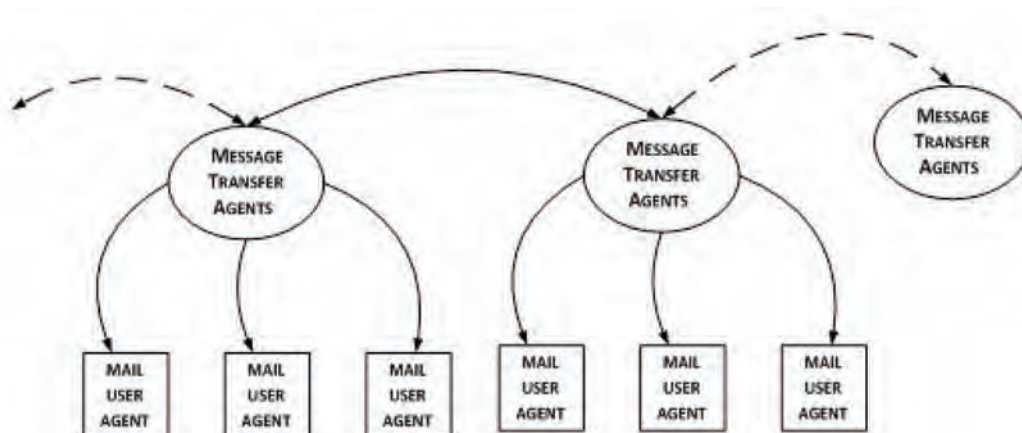 MESSAGE
TRANSFER
AGENTS
MESSAGE
TRANSFER
AGENTS
MESSAGE
TRANSFER
AGENTS
MAIL
USER
AGENT
MAIL
USER
AGENT
MAIL
USER
AGENT
MAIL
USER
AGENT
MAIL
USER
AGENT
MAIL
USER
AGENT